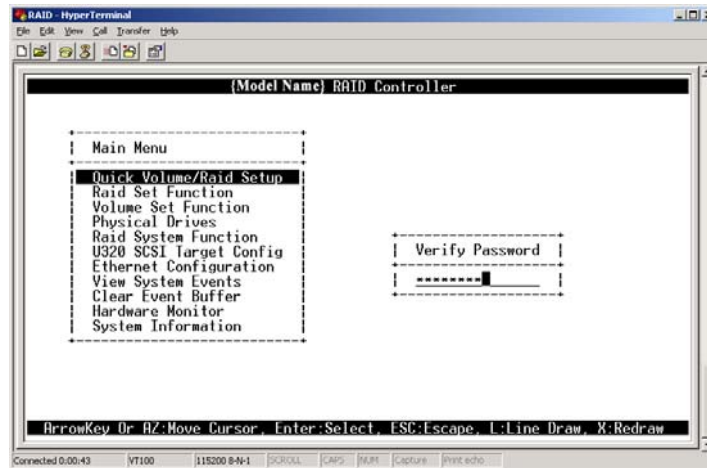 RAID - HyperTerminal
File Edit View Call Transfer Help
{Model Name} RAID Controller
Main Menu
Quick Volume/Raid Setup
Raid Set Function
Volume Set Function
Physical Drives
Raid System Function
U320 SCSI Target Config
Ethernet Configuration
View System Events
Clear Event Buffer
Hardware Monitor
System Information
Verify Password
********
ArrowKey Or AZ:Move Cursor, Enter:Select, ESC:Escape, L:Line Draw, X:Redraw
Connected 0:00:43 VT100 115200 8-N-1 SCROLL CAPS NUM Capture Print echo